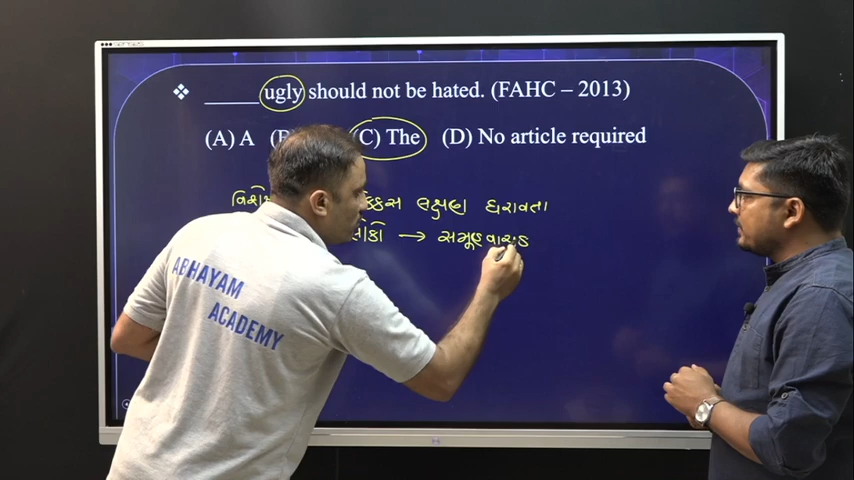 ❖ _____ ugly should not be hated. (FAHC – 2013)
(A) A (C) The (D) No article required
લક્ષણ ધરાવતા
→ સમૂહવાચક
ABHAYAM
ACADEMY